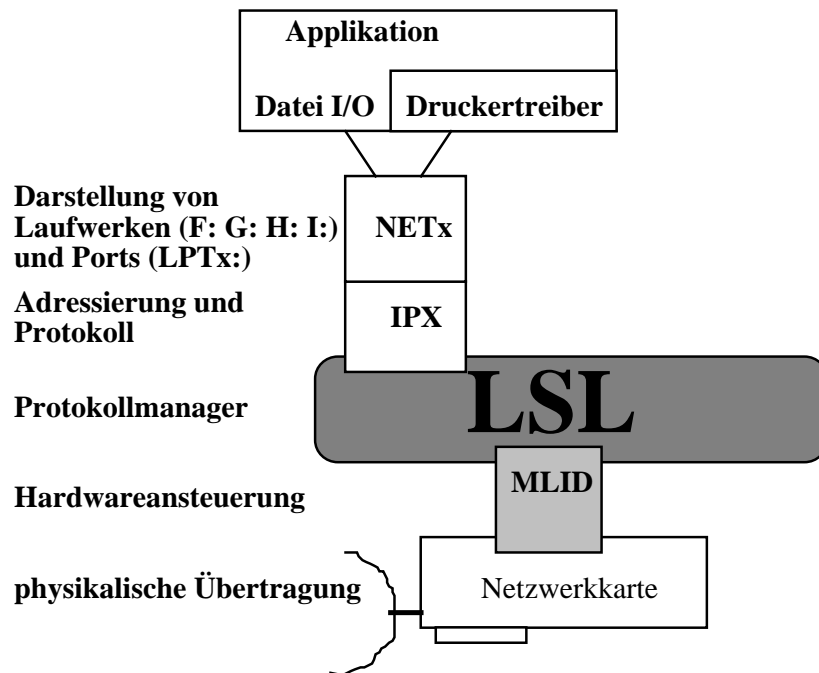 Applikation
Datei I/O
Druckertreiber
Darstellung von
Laufwerken (F: G: H: I:)
und Ports (LPTx:)
NETx
Adressierung und
Protokoll
IPX
Protokollmanager
LSL
MLID
Hardwareansteuerung
physikalische Übertragung
Netzwerkkarte